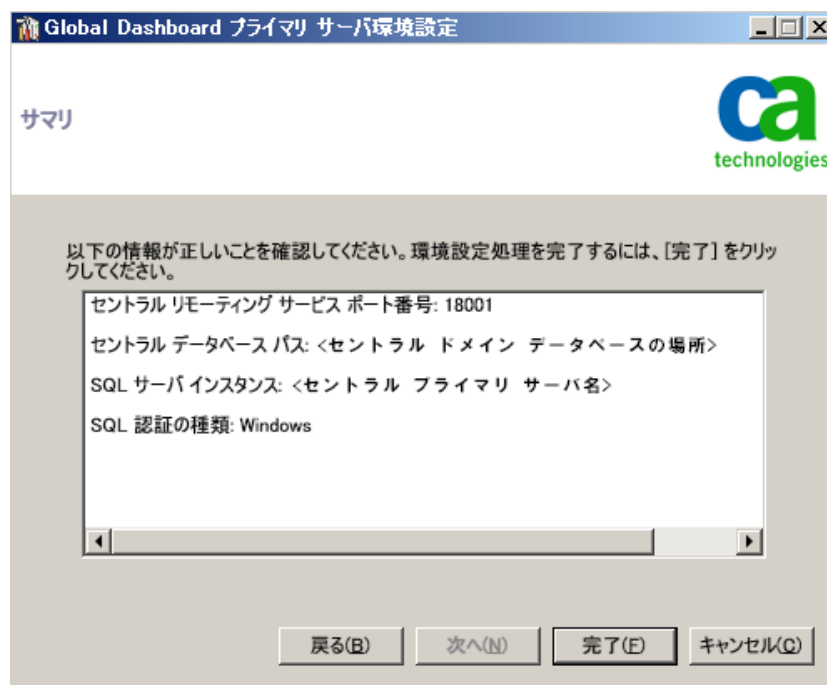 Global Dashboard プライマリ サーバ環境設定
サマリ
ca
technologies
以下の情報が正しいことを確認してください。環境設定処理を完了するには、[完了] をクリッ
クしてください。
セントラル リモーティング サービス ポート番号: 18001
セントラル データベース パス: <セントラル ドメイン データベースの場所>
SQL サーバ インスタンス: <セントラル プライマリ サーバ名>
SQL 認証の種類: Windows
戻る(B)
次へ(N)
完了(F)
キャンセル(C)